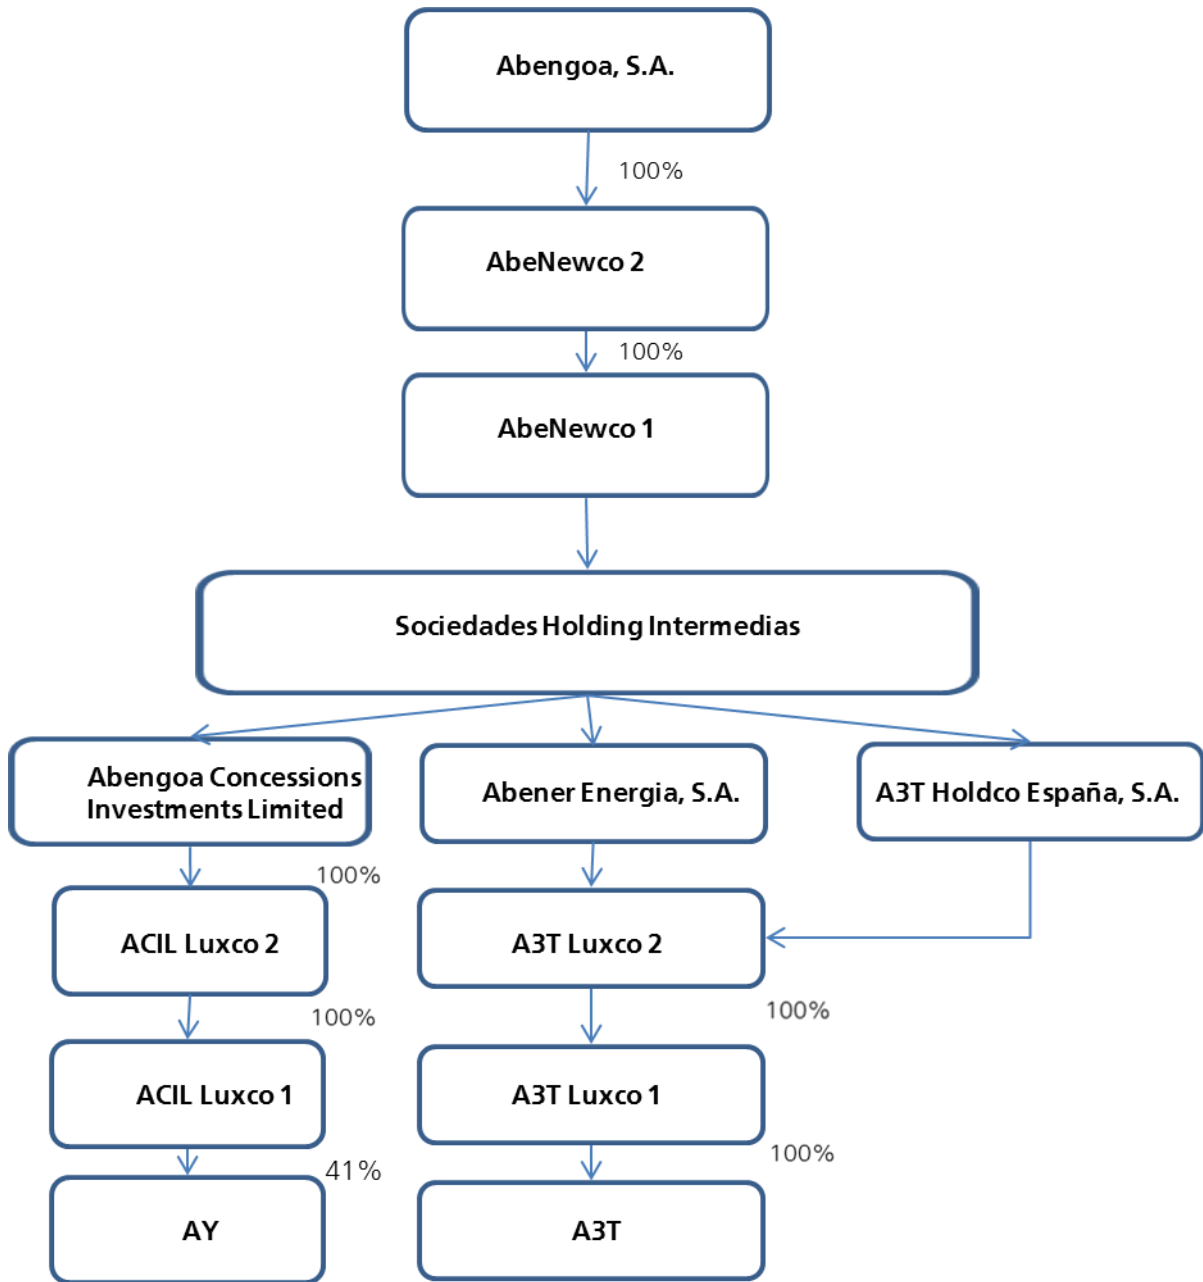 Abengoa, S.A.
100%
AbeNewco 2
100%
AbeNewco 1
Sociedades Holding Intermedias
Abengoa Concessions
Investments Limited
Abener Energia, S.A.
A3T Holdco España, S.A.
100%
ACIL Luxco 2
A3T Luxco 2
100%
100%
ACIL Luxco 1
A3T Luxco 1
41%
100%
AY
A3T